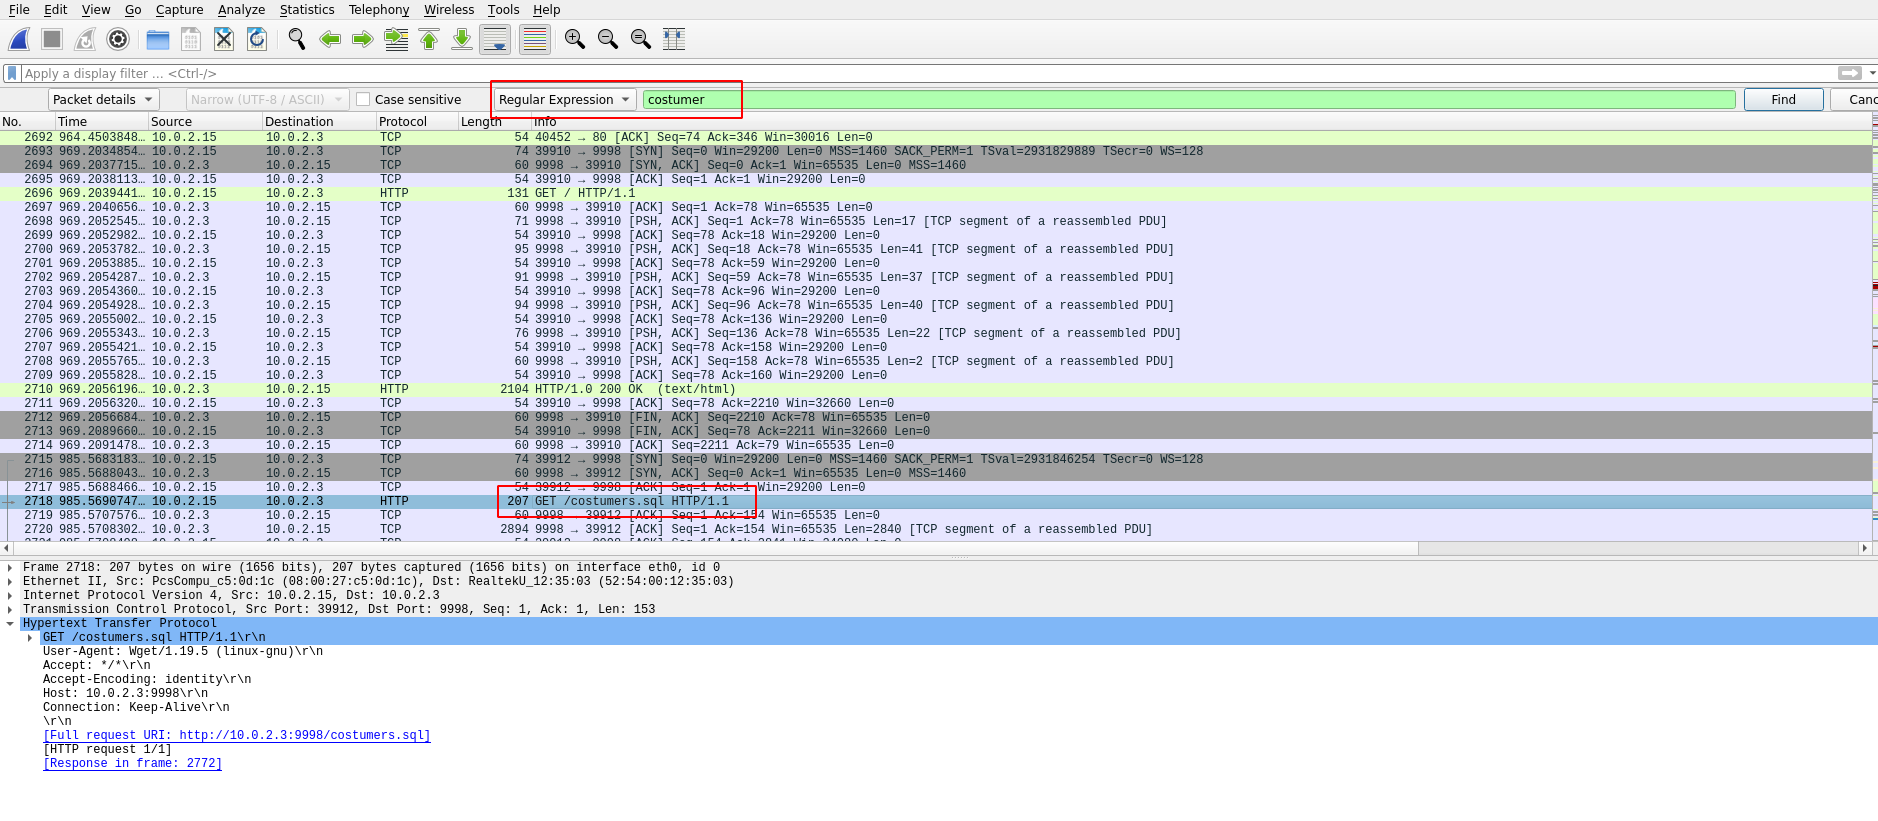 File Edit View Go Capture Analyze Statistics Telephony Wireless Tools Help
Apply a display filter ... <Ctrl-/>
Packet details Narrow (UTF-8 / ASCII) Case sensitive Regular Expression costumer Find Canc
No. Time Source Destination Protocol Length Info
2692 964.4503848… 10.0.2.15 10.0.2.3 TCP 54 40452 → 80 [ACK] Seq=74 Ack=346 Win=30016 Len=0
2693 969.2034854… 10.0.2.15 10.0.2.3 TCP 74 39910 → 9998 [SYN] Seq=0 Win=29200 Len=0 MSS=1460 SACK_PERM=1 TSval=2931829889 TSecr=0 WS=128
2694 969.2037715… 10.0.2.3 10.0.2.15 TCP 60 9998 → 39910 [SYN, ACK] Seq=0 Ack=1 Win=65535 Len=0 MSS=1460
2695 969.2038113… 10.0.2.15 10.0.2.3 TCP 54 39910 → 9998 [ACK] Seq=1 Ack=1 Win=29200 Len=0
2696 969.2039441… 10.0.2.15 10.0.2.3 HTTP 131 GET / HTTP/1.1
2697 969.2040656… 10.0.2.3 10.0.2.15 TCP 60 9998 → 39910 [ACK] Seq=1 Ack=78 Win=65535 Len=0
2698 969.2052545… 10.0.2.3 10.0.2.15 TCP 71 9998 → 39910 [PSH, ACK] Seq=1 Ack=78 Win=65535 Len=17 [TCP segment of a reassembled PDU]
2699 969.2052982… 10.0.2.15 10.0.2.3 TCP 54 39910 → 9998 [ACK] Seq=78 Ack=18 Win=29200 Len=0
2700 969.2053782… 10.0.2.3 10.0.2.15 TCP 95 9998 → 39910 [PSH, ACK] Seq=18 Ack=78 Win=65535 Len=41 [TCP segment of a reassembled PDU]
2701 969.2053885… 10.0.2.15 10.0.2.3 TCP 54 39910 → 9998 [ACK] Seq=78 Ack=59 Win=29200 Len=0
2702 969.2054287… 10.0.2.3 10.0.2.15 TCP 91 9998 → 39910 [PSH, ACK] Seq=59 Ack=78 Win=65535 Len=37 [TCP segment of a reassembled PDU]
2703 969.2054360… 10.0.2.15 10.0.2.3 TCP 54 39910 → 9998 [ACK] Seq=78 Ack=96 Win=29200 Len=0
2704 969.2054928… 10.0.2.3 10.0.2.15 TCP 94 9998 → 39910 [PSH, ACK] Seq=96 Ack=78 Win=65535 Len=40 [TCP segment of a reassembled PDU]
2705 969.2055002… 10.0.2.15 10.0.2.3 TCP 54 39910 → 9998 [ACK] Seq=78 Ack=136 Win=29200 Len=0
2706 969.2055343… 10.0.2.3 10.0.2.15 TCP 76 9998 → 39910 [PSH, ACK] Seq=136 Ack=78 Win=65535 Len=22 [TCP segment of a reassembled PDU]
2707 969.2055421… 10.0.2.15 10.0.2.3 TCP 54 39910 → 9998 [ACK] Seq=78 Ack=158 Win=29200 Len=0
2708 969.2055765… 10.0.2.3 10.0.2.15 TCP 60 9998 → 39910 [PSH, ACK] Seq=158 Ack=78 Win=65535 Len=2 [TCP segment of a reassembled PDU]
2709 969.2055828… 10.0.2.15 10.0.2.3 TCP 54 39910 → 9998 [ACK] Seq=78 Ack=160 Win=29200 Len=0
2710 969.2056196… 10.0.2.3 10.0.2.15 HTTP 2104 HTTP/1.0 200 OK (text/html)
2711 969.2056320… 10.0.2.15 10.0.2.3 TCP 54 39910 → 9998 [ACK] Seq=78 Ack=2210 Win=32660 Len=0
2712 969.2056684… 10.0.2.3 10.0.2.15 TCP 60 9998 → 39910 [FIN, ACK] Seq=2210 Ack=78 Win=65535 Len=0
2713 969.2089660… 10.0.2.15 10.0.2.3 TCP 54 39910 → 9998 [FIN, ACK] Seq=78 Ack=2211 Win=32660 Len=0
2714 969.2091478… 10.0.2.3 10.0.2.15 TCP 60 9998 → 39910 [ACK] Seq=2211 Ack=79 Win=65535 Len=0
2715 985.5683183… 10.0.2.15 10.0.2.3 TCP 74 39912 → 9998 [SYN] Seq=0 Win=29200 Len=0 MSS=1460 SACK_PERM=1 TSval=2931846254 TSecr=0 WS=128
2716 985.5688043… 10.0.2.3 10.0.2.15 TCP 60 9998 → 39912 [SYN, ACK] Seq=0 Ack=1 Win=65535 Len=0 MSS=1460
2717 985.5688466… 10.0.2.15 10.0.2.3 TCP 54 39912 → 9998 [ACK] Seq=1 Ack=1 Win=29200 Len=0
2718 985.5690747… 10.0.2.15 10.0.2.3 HTTP 207 GET /costumers.sql HTTP/1.1
2719 985.5707576… 10.0.2.3 10.0.2.15 TCP 60 9998 → 39912 [ACK] Seq=1 Ack=154 Win=65535 Len=0
2720 985.5708302… 10.0.2.3 10.0.2.15 TCP 2894 9998 → 39912 [ACK] Seq=1 Ack=154 Win=65535 Len=2840 [TCP segment of a reassembled PDU]
Frame 2718: 207 bytes on wire (1656 bits), 207 bytes captured (1656 bits) on interface eth0, id 0
Ethernet II, Src: PcsCompu_c5:0d:1c (08:00:27:c5:0d:1c), Dst: RealtekU_12:35:03 (52:54:00:12:35:03)
Internet Protocol Version 4, Src: 10.0.2.15, Dst: 10.0.2.3
Transmission Control Protocol, Src Port: 39912, Dst Port: 9998, Seq: 1, Ack: 1, Len: 153
Hypertext Transfer Protocol
GET /costumers.sql HTTP/1.1\r\n
User-Agent: Wget/1.19.5 (linux-gnu)\r\n
Accept: */*\r\n
Accept-Encoding: identity\r\n
Host: 10.0.2.3:9998\r\n
Connection: Keep-Alive\r\n
\r\n
[Full request URI: http://10.0.2.3:9998/costumers.sql]
[HTTP request 1/1]
[Response in frame: 2772]